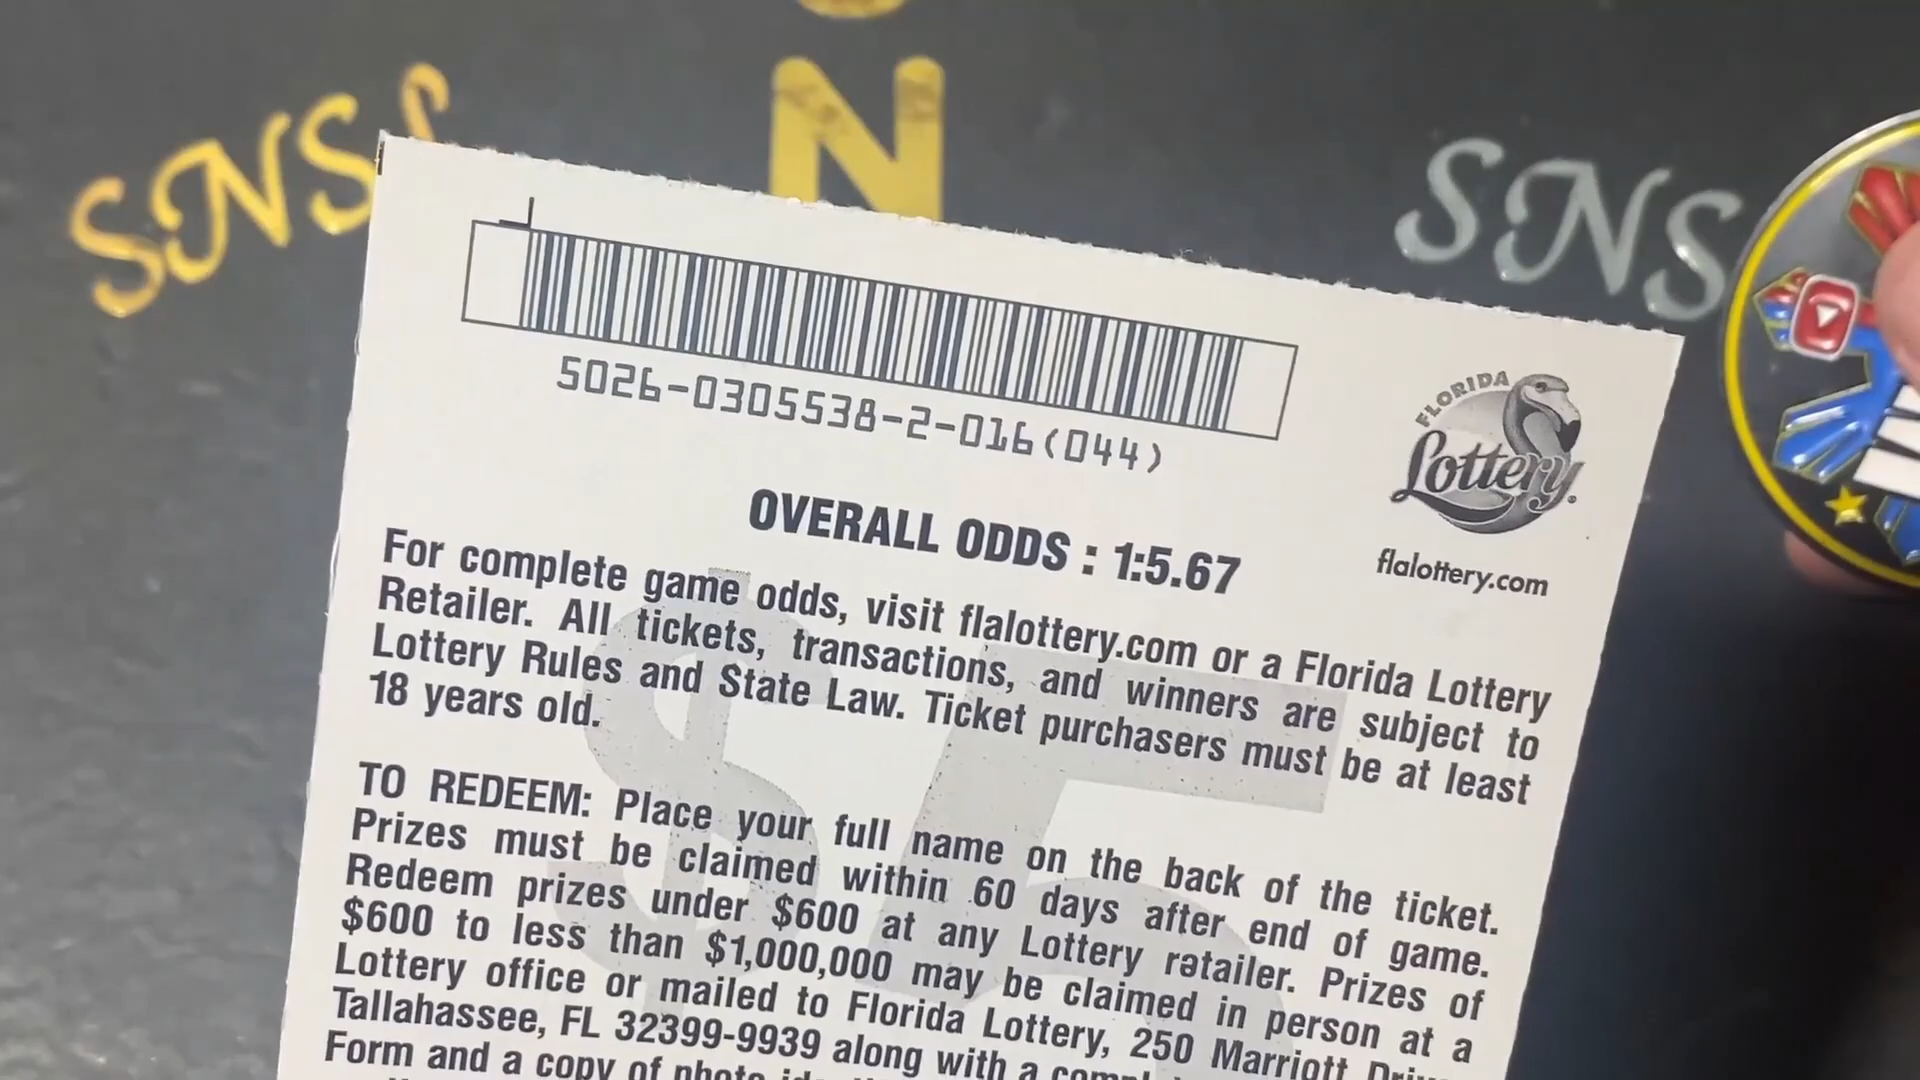 SNS
N
SNS
5026-0305538-2-016(044)
FLORIDA
Lottery
flalottery.com
OVERALL ODDS : 1:5.67
For complete game odds, visit flalottery.com or a Florida Lottery
Retailer. All tickets, transactions, and winners are subject to
Lottery Rules and State Law. Ticket purchasers must be at least
18 years old.
$5
TO REDEEM: Place your full name on the back of the ticket.
Prizes must be claimed within 60 days after end of game.
Redeem prizes under $600 at any Lottery retailer. Prizes of
$600 to less than $1,000,000 may be claimed in person at a
Lottery office or mailed to Florida Lottery, 250 Marriott Drive
Tallahassee, FL 32399-9939 along with a
Form and a copy of photo